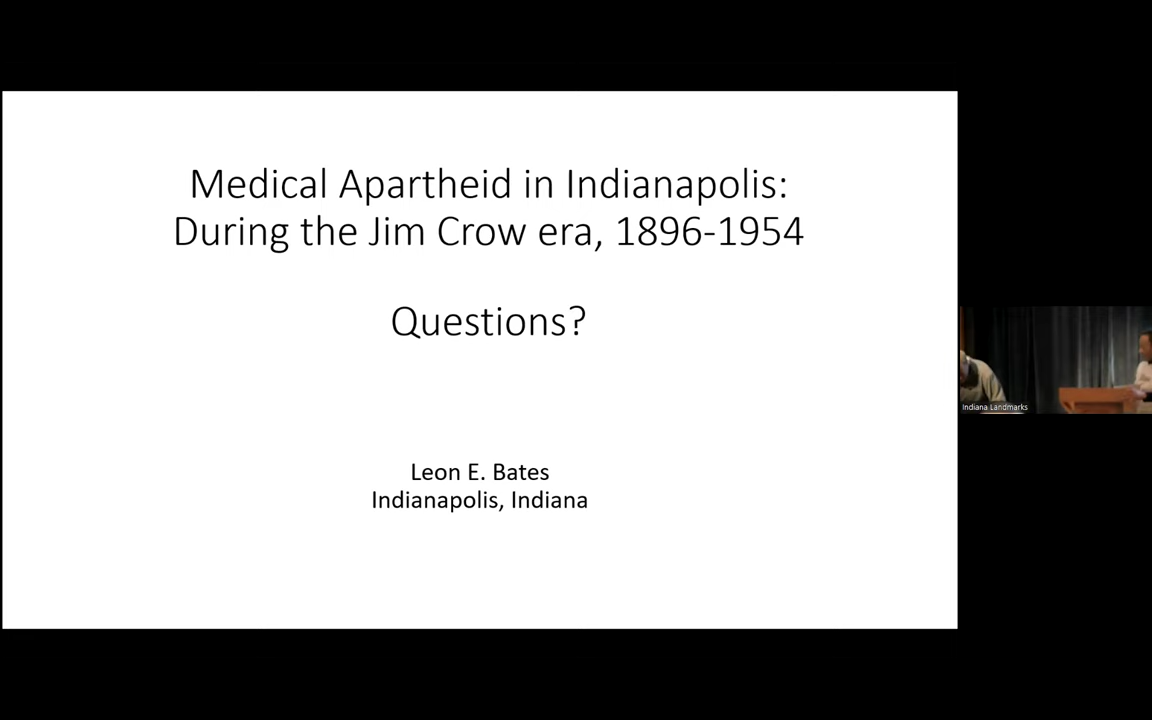 Medical Apartheid in Indianapolis:
During the Jim Crow era, 1896-1954
Questions?
Leon E. Bates
Indianapolis, Indiana
Indiana Landmarks